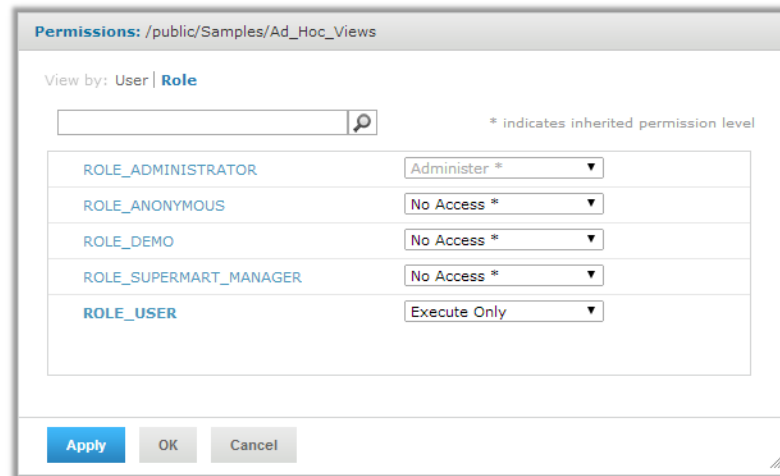 Permissions: /public/Samples/Ad_Hoc_Views
View by: User | Role
* indicates inherited permission level
ROLE_ADMINISTRATOR Administer *
ROLE_ANONYMOUS No Access *
ROLE_DEMO No Access *
ROLE_SUPERMART_MANAGER No Access *
ROLE_USER Execute Only
Apply OK Cancel